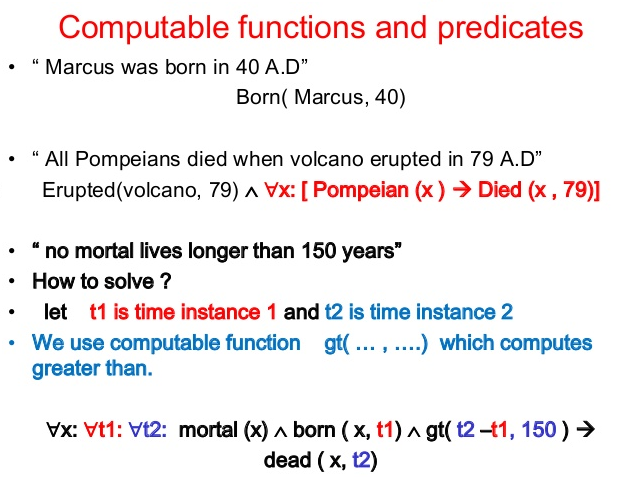 Computable functions and predicates
• “ Marcus was born in 40 A.D”
Born( Marcus, 40)
• “ All Pompeians died when volcano erupted in 79 A.D”
Erupted(volcano, 79) ∧ ∀x: [ Pompeian (x ) → Died (x , 79)]
• “ no mortal lives longer than 150 years”
• How to solve ?
• let t1 is time instance 1 and t2 is time instance 2
• We use computable function gt( … , ….) which computes
greater than.
∀x: ∀t1: ∀t2: mortal (x) ∧ born ( x, t1) ∧ gt( t2 –t1, 150 ) →
dead ( x, t2)